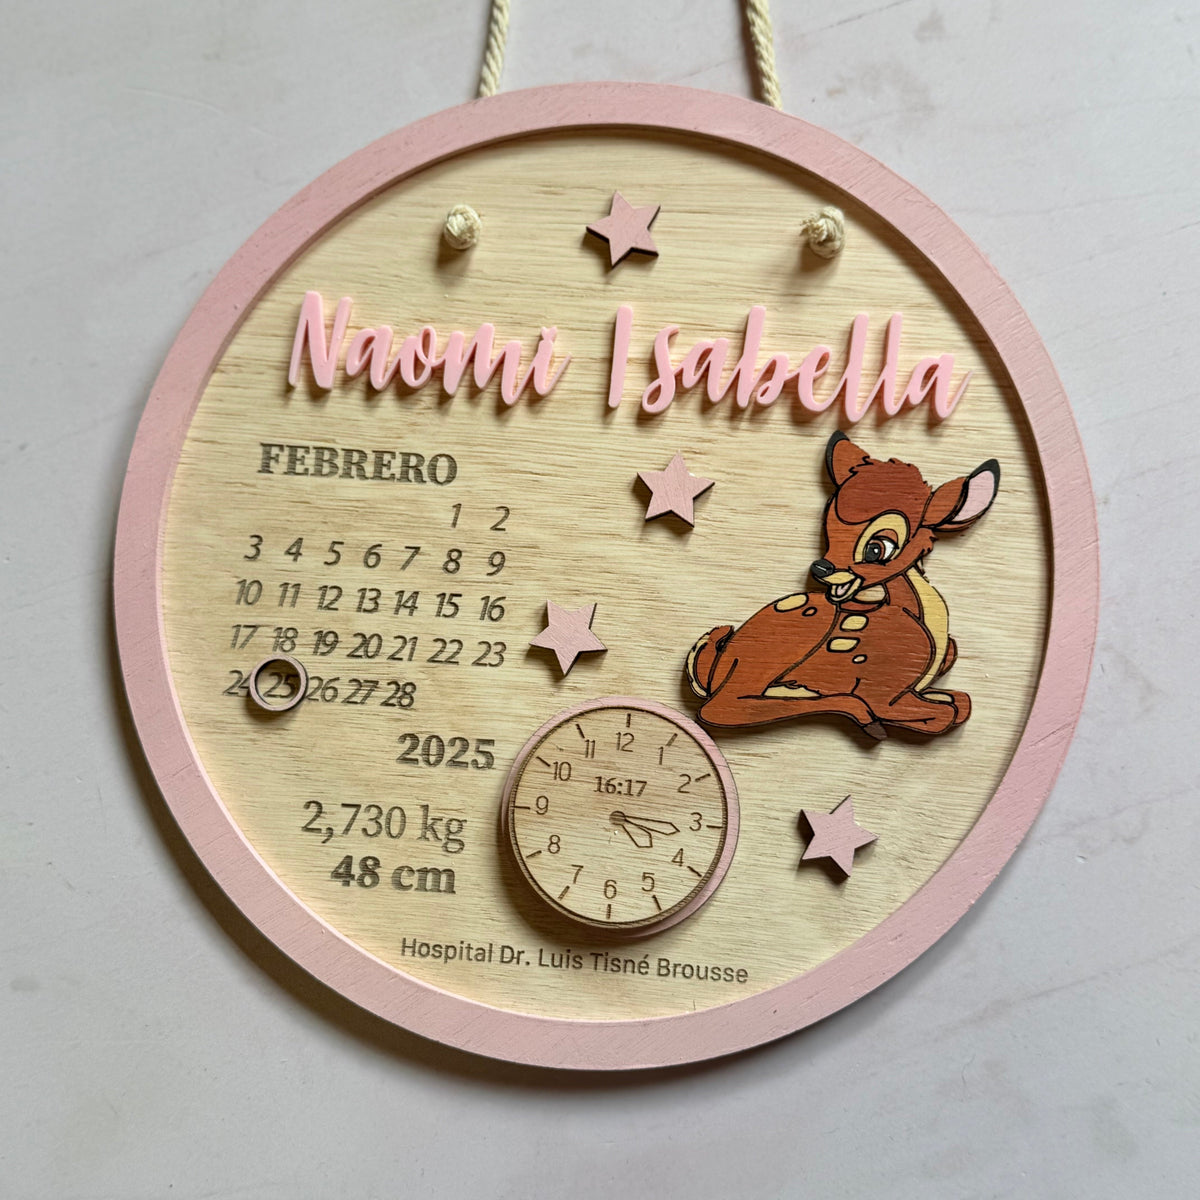 Naomi Isabella
FEBRERO
1 2
3 4 5 6 7 8 9
10 11 12 13 14 15 16
17 18 19 20 21 22 23
24 25 26 27 28
2025
2,730 kg
48 cm
12
11 1
10 2
16:17
9 3
8 4
7 5
6
Hospital Dr. Luis Tisné Brousse